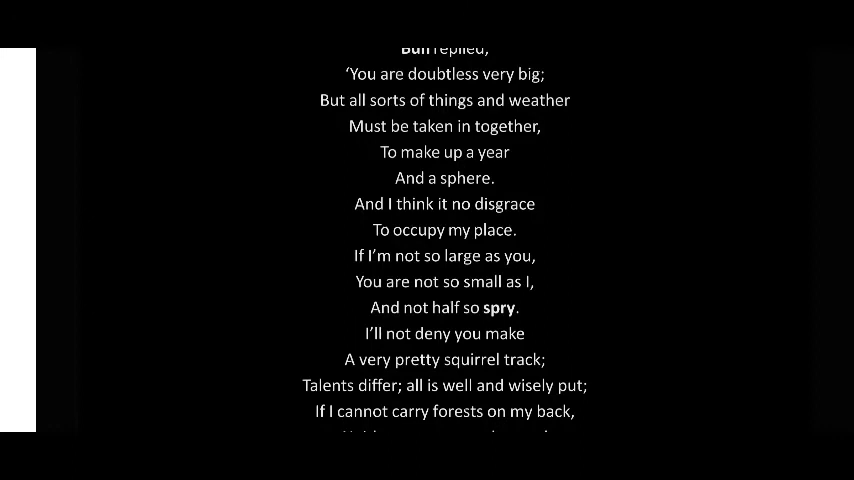 Bun replied,
‘You are doubtless very big;
But all sorts of things and weather
Must be taken in together,
To make up a year
And a sphere.
And I think it no disgrace
To occupy my place.
If I’m not so large as you,
You are not so small as I,
And not half so spry.
I’ll not deny you make
A very pretty squirrel track;
Talents differ; all is well and wisely put;
If I cannot carry forests on my back,